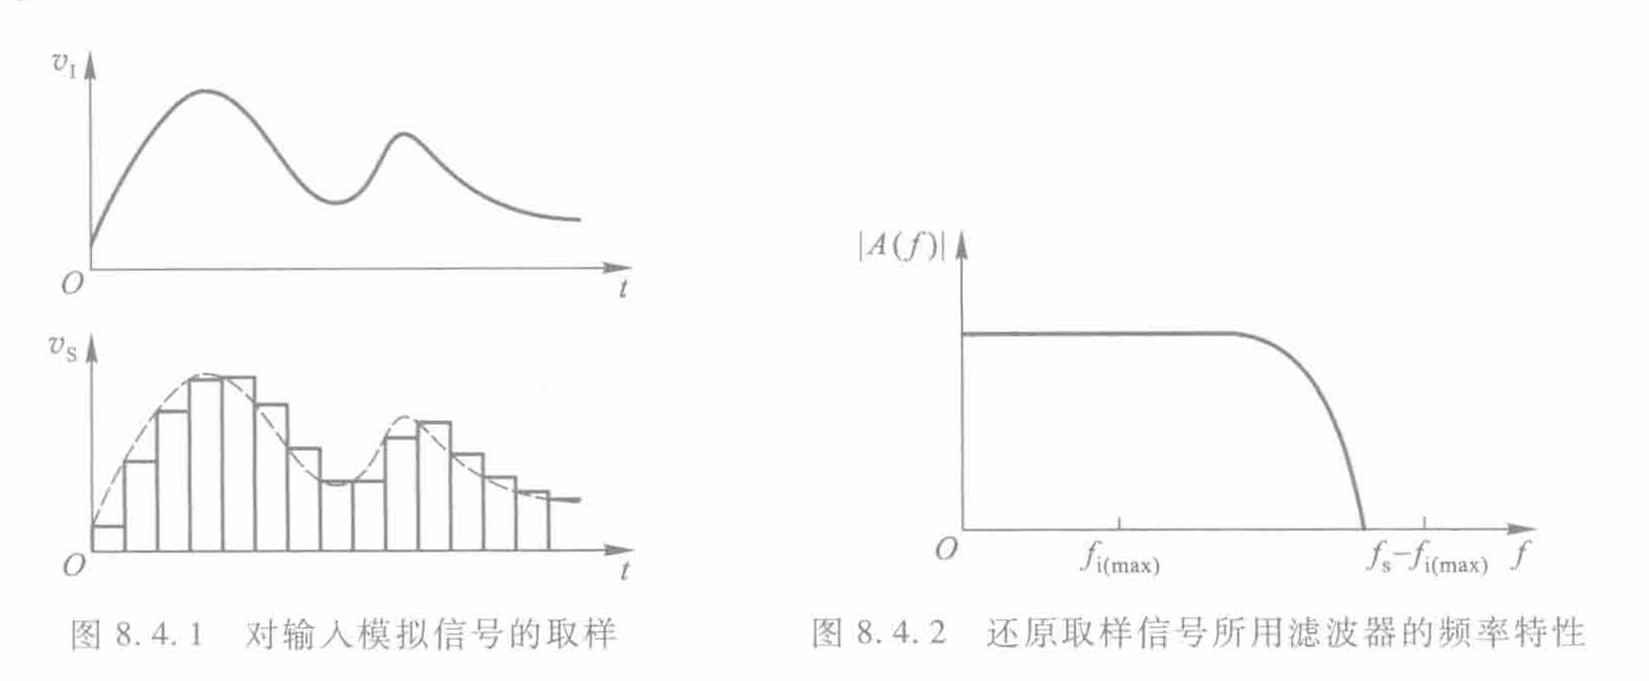 v_I
O
t
v_S
O
t
图 8.4.1 对输入模拟信号的取样
|A(f)|
O
f_i(max)
f_s-f_i(max)
f
图 8.4.2 还原取样信号所用滤波器的频率特性